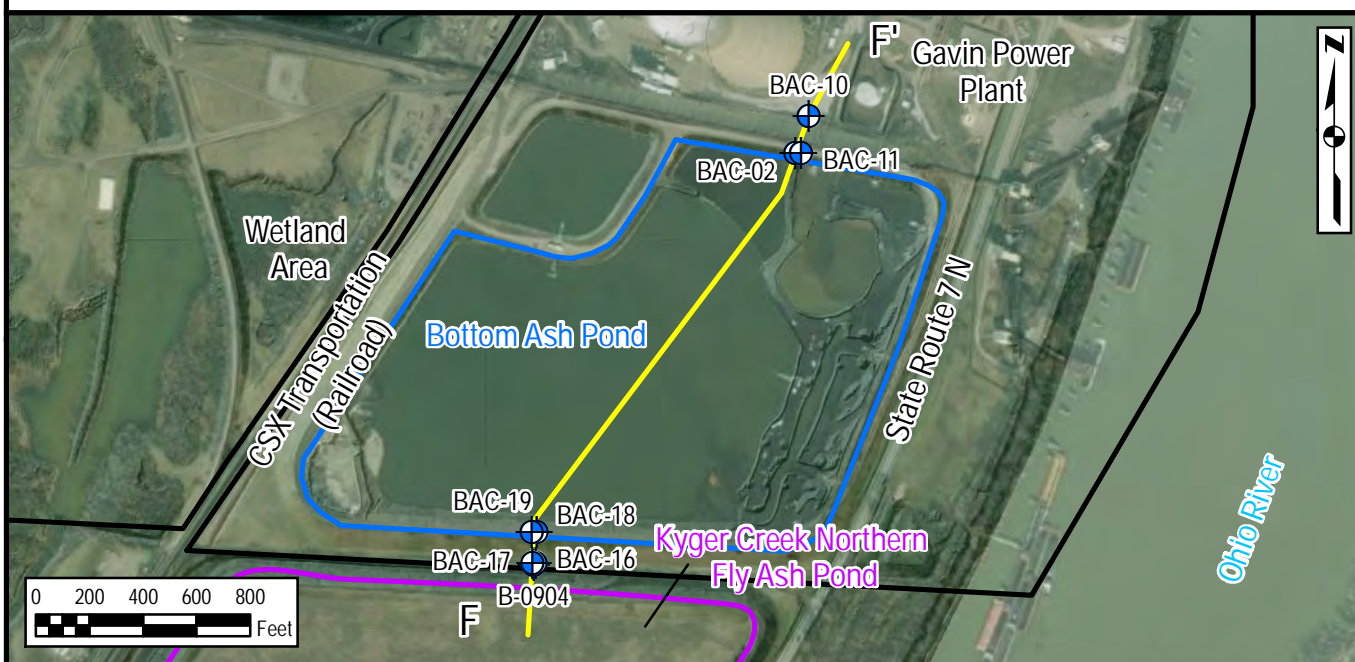 F'
Gavin Power
Plant
BAC-10
BAC-02
BAC-11
Z
Wetland
Area
CSX Transportation
(Railroad)
Bottom Ash Pond
State Route 7 N
BAC-19
BAC-18
Kyger Creek Northern
Fly Ash Pond
BAC-17
BAC-16
B-0904
F
Ohio River
0 200 400 600 800
Feet